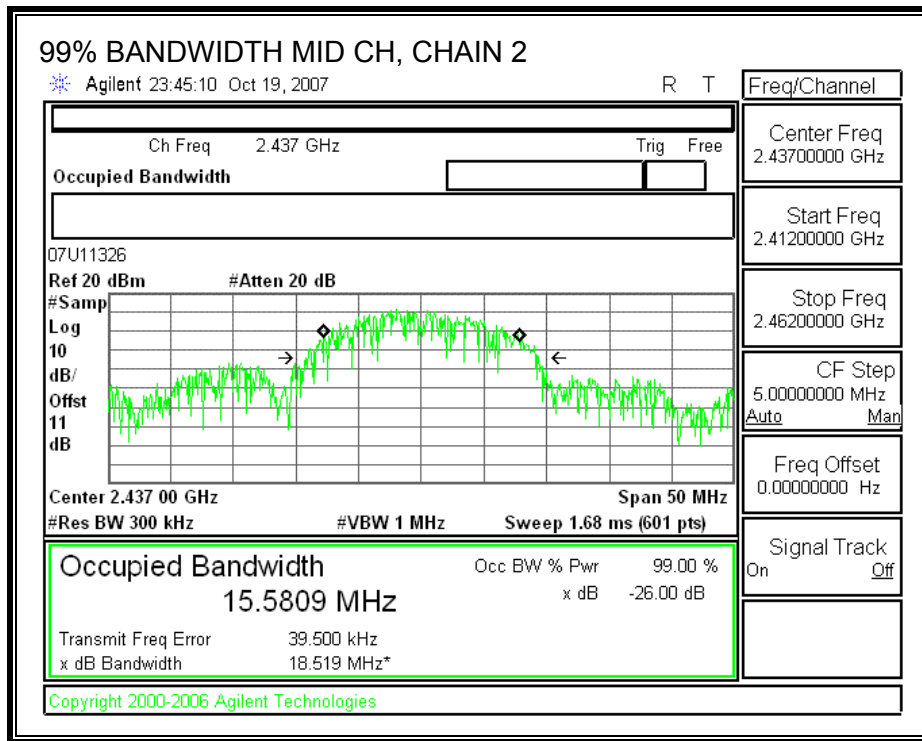 99% BANDWIDTH MID CH, CHAIN 2
Agilent 23:45:10 Oct 19, 2007 R T
Freq/Channel
Ch Freq 2.437 GHz Trig Free
Occupied Bandwidth
Center Freq
2.43700000 GHz
Start Freq
2.41200000 GHz
Stop Freq
2.46200000 GHz
CF Step
5.00000000 MHz
Auto Man
Freq Offset
0.00000000 Hz
Signal Track
On Off
07U11326
Ref 20 dBm #Atten 20 dB
#Samp
Log
10
dB/
Offst
11
dB
Center 2.437 00 GHz Span 50 MHz
#Res BW 300 kHz #VBW 1 MHz Sweep 1.68 ms (601 pts)
Occupied Bandwidth Occ BW % Pwr 99.00 %
15.5809 MHz x dB -26.00 dB
Transmit Freq Error 39.500 kHz
x dB Bandwidth 18.519 MHz*
Copyright 2000-2006 Agilent Technologies